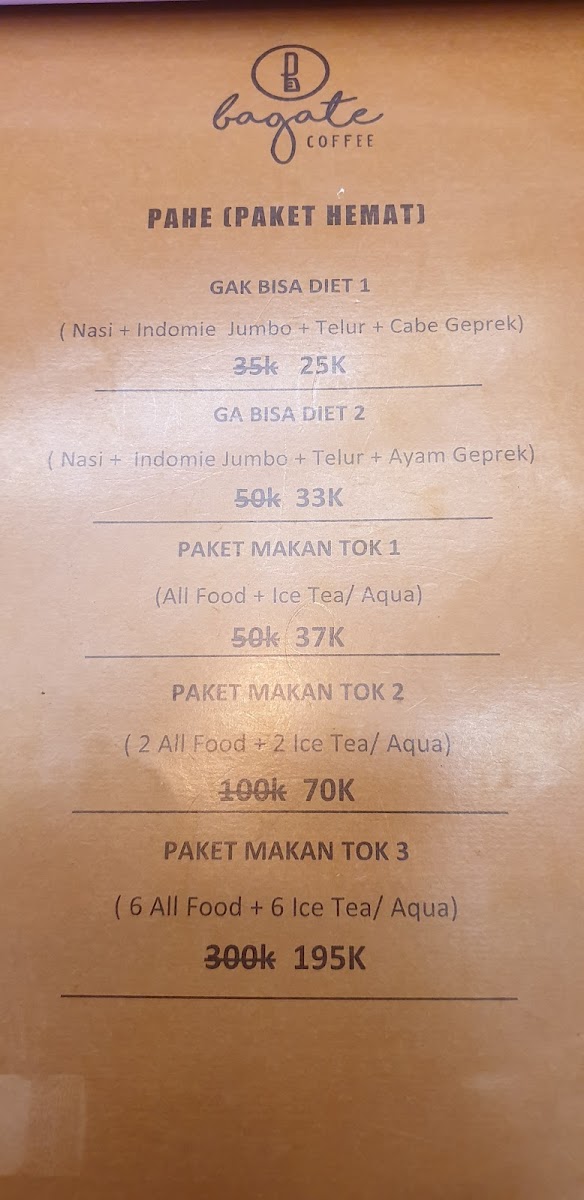 bagate
COFFEE
PAHE (PAKET HEMAT)
GAK BISA DIET 1
( Nasi + Indomie Jumbo + Telur + Cabe Geprek)
35k 25K
GA BISA DIET 2
( Nasi + Indomie Jumbo + Telur + Ayam Geprek)
50k 33K
PAKET MAKAN TOK 1
(All Food + Ice Tea/ Aqua)
50k 37K
PAKET MAKAN TOK 2
( 2 All Food + 2 Ice Tea/ Aqua)
100k 70K
PAKET MAKAN TOK 3
( 6 All Food + 6 Ice Tea/ Aqua)
300k 195K